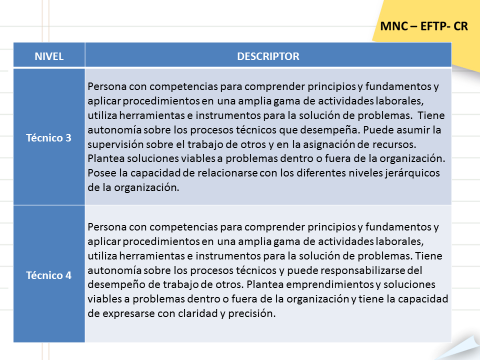 MNC – EFTP- CR
NIVEL DESCRIPTOR
Técnico 3
Persona con competencias para comprender principios y fundamentos y
aplicar procedimientos en una amplia gama de actividades laborales,
utiliza herramientas e instrumentos para la solución de problemas. Tiene
autonomía sobre los procesos técnicos que desempeña. Puede asumir la
supervisión sobre el trabajo de otros y en la asignación de recursos.
Plantea soluciones viables a problemas dentro o fuera de la organización.
Posee la capacidad de relacionarse con los diferentes niveles jerárquicos
de la organización.
Técnico 4
Persona con competencias para comprender principios y fundamentos y
aplicar procedimientos en una amplia gama de actividades laborales,
utiliza herramientas e instrumentos para la solución de problemas. Tiene
autonomía sobre los procesos técnicos y puede responsabilizarse del
desempeño de trabajo de otros. Plantea emprendimientos y soluciones
viables a problemas dentro o fuera de la organización y tiene la capacidad
de expresarse con claridad y precisión.